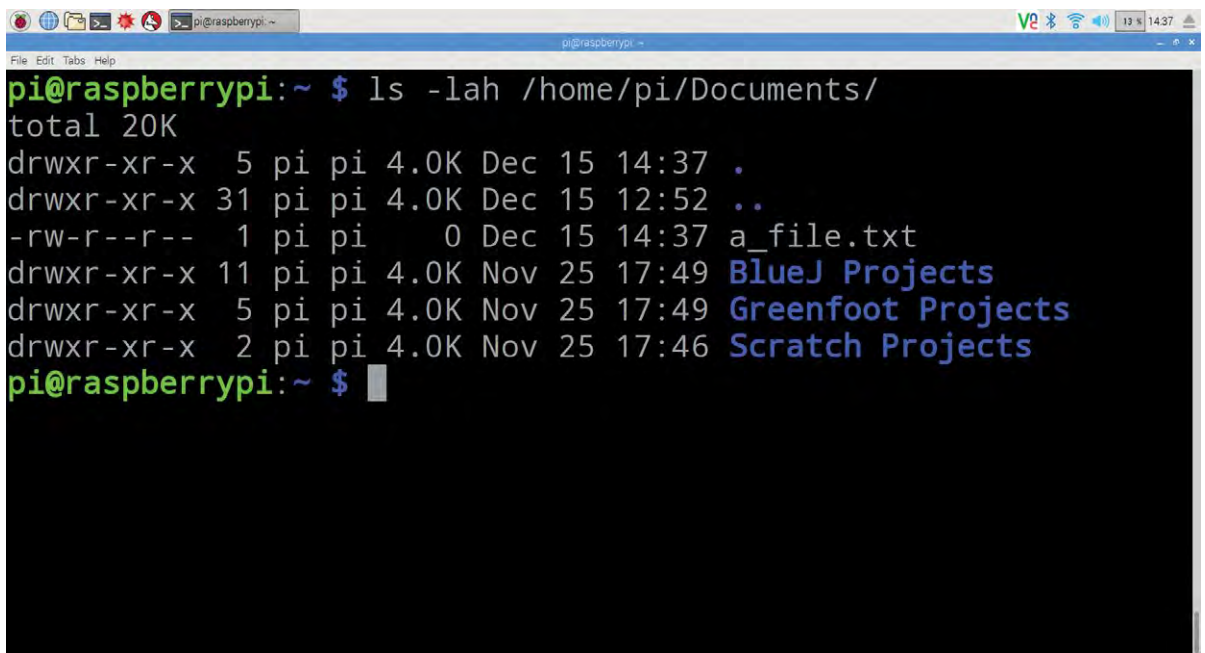 pi@raspberrypi: ~
V2 13 % 14:37
pi@raspberrypi: ~
File Edit Tabs Help
pi@raspberrypi:~ $ ls -lah /home/pi/Documents/
total 20K
drwxr-xr-x 5 pi pi 4.0K Dec 15 14:37 .
drwxr-xr-x 31 pi pi 4.0K Dec 15 12:52 ..
-rw-r--r-- 1 pi pi 0 Dec 15 14:37 a_file.txt
drwxr-xr-x 11 pi pi 4.0K Nov 25 17:49 BlueJ Projects
drwxr-xr-x 5 pi pi 4.0K Nov 25 17:49 Greenfoot Projects
drwxr-xr-x 2 pi pi 4.0K Nov 25 17:46 Scratch Projects
pi@raspberrypi:~ $